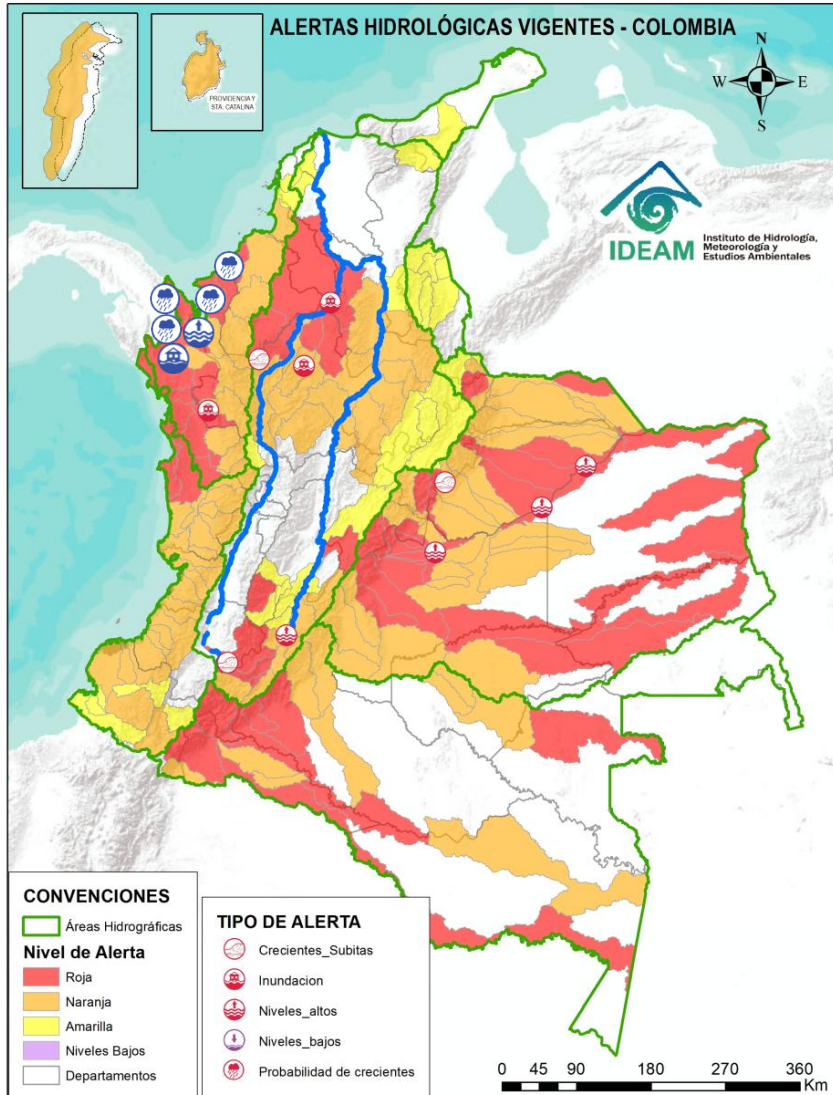 ALERTAS HIDROLÓGICAS VIGENTES - COLOMBIA
PROVIDENCIA Y
STA. CATALINA
N
W
E
S
IDEAM
Instituto de Hidrología,
Meteorología y
Estudios Ambientales
CONVENCIONES
Áreas Hidrográficas
Nivel de Alerta
Roja
Naranja
Amarilla
Niveles Bajos
Departamentos
TIPO DE ALERTA
Crecientes_Subitas
Inundacion
Niveles_altos
Niveles_bajos
Probabilidad de crecientes
0 45 90 180 270 360
Km